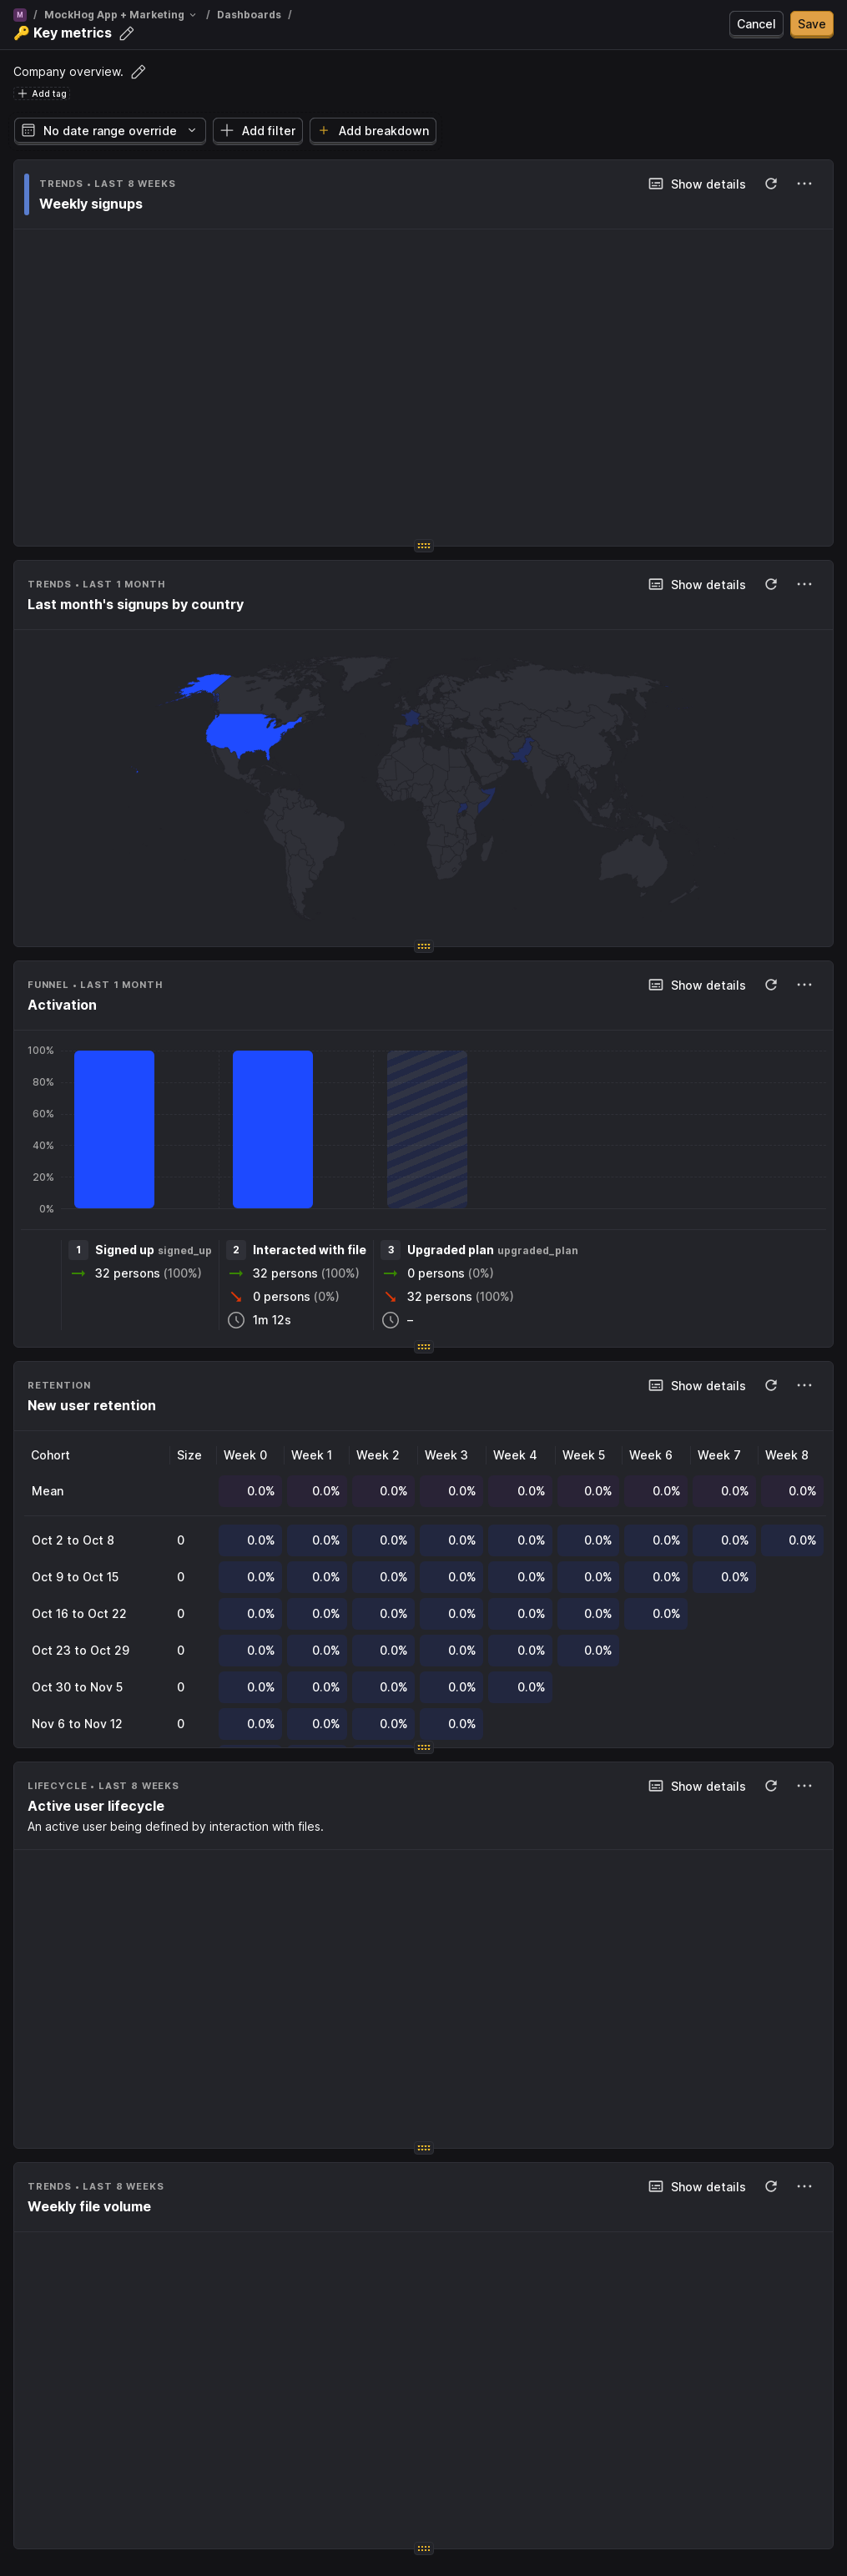 M / MockHog App + Marketing / Dashboards /
🔑 Key metrics
Cancel
Save
Company overview.
Add tag
No date range override
Add filter
Add breakdown
TRENDS • LAST 8 WEEKS
Weekly signups
Show details
TRENDS • LAST 1 MONTH
Last month's signups by country
Show details
FUNNEL • LAST 1 MONTH
Activation
Show details
100%
80%
60%
40%
20%
0%
1 Signed up signed_up
32 persons (100%)
2 Interacted with file
32 persons (100%)
0 persons (0%)
1m 12s
3 Upgraded plan upgraded_plan
0 persons (0%)
32 persons (100%)
–
RETENTION
New user retention
Show details
Cohort Size Week 0 Week 1 Week 2 Week 3 Week 4 Week 5 Week 6 Week 7 Week 8
Mean 0.0% 0.0% 0.0% 0.0% 0.0% 0.0% 0.0% 0.0% 0.0%
Oct 2 to Oct 8 0 0.0% 0.0% 0.0% 0.0% 0.0% 0.0% 0.0% 0.0% 0.0%
Oct 9 to Oct 15 0 0.0% 0.0% 0.0% 0.0% 0.0% 0.0% 0.0% 0.0%
Oct 16 to Oct 22 0 0.0% 0.0% 0.0% 0.0% 0.0% 0.0% 0.0%
Oct 23 to Oct 29 0 0.0% 0.0% 0.0% 0.0% 0.0% 0.0%
Oct 30 to Nov 5 0 0.0% 0.0% 0.0% 0.0% 0.0%
Nov 6 to Nov 12 0 0.0% 0.0% 0.0% 0.0%
LIFECYCLE • LAST 8 WEEKS
Active user lifecycle
An active user being defined by interaction with files.
Show details
TRENDS • LAST 8 WEEKS
Weekly file volume
Show details